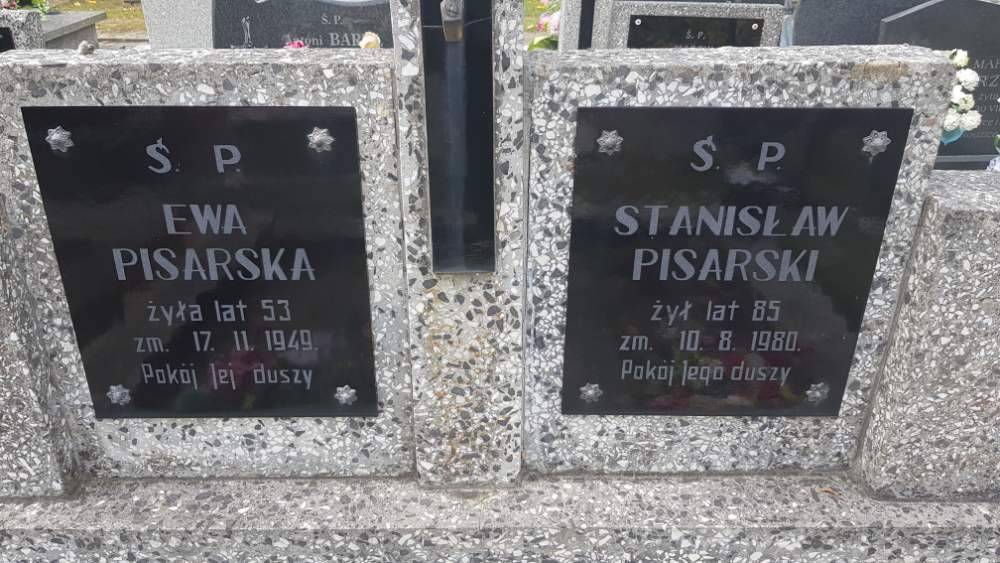 Ś. P.
EWA
PISARSKA
żyła lat 53
zm. 17. 11. 1949.
Pokój Jej duszy
Ś. P.
STANISŁAW
PISARSKI
żył lat 85
zm. 10. 8. 1980.
Pokój Jego duszy
Ś. P.
Antoni
Ś. P.